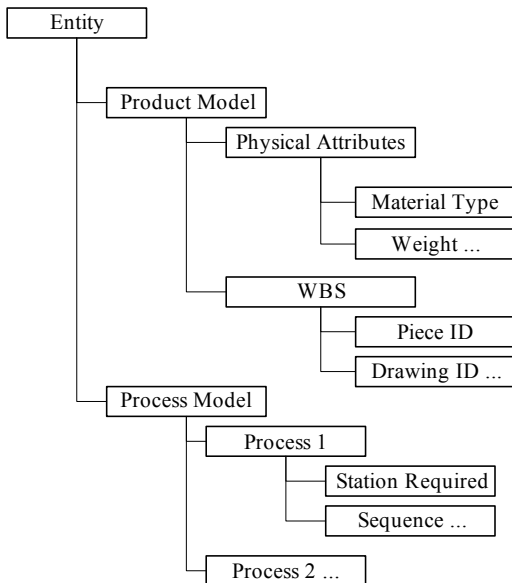 Entity
Product Model
Physical Attributes
Material Type
Weight ...
WBS
Piece ID
Drawing ID ...
Process Model
Process 1
Station Required
Sequence ...
Process 2 ...